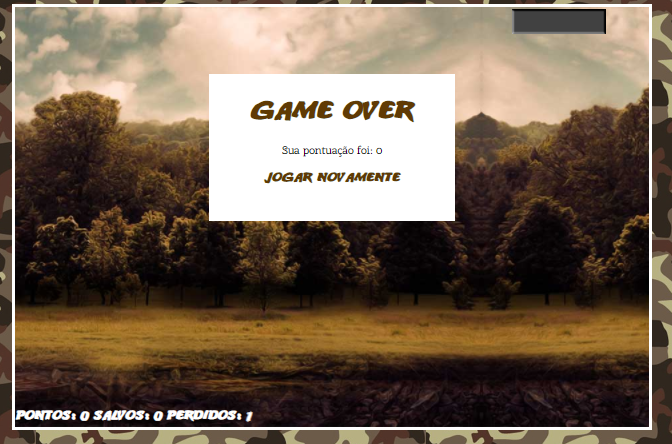 GAME OVER
Sua pontuação foi: 0
JOGAR NOVAMENTE
PONTOS: 0 SALVOS: 0 PERDIDOS: 1